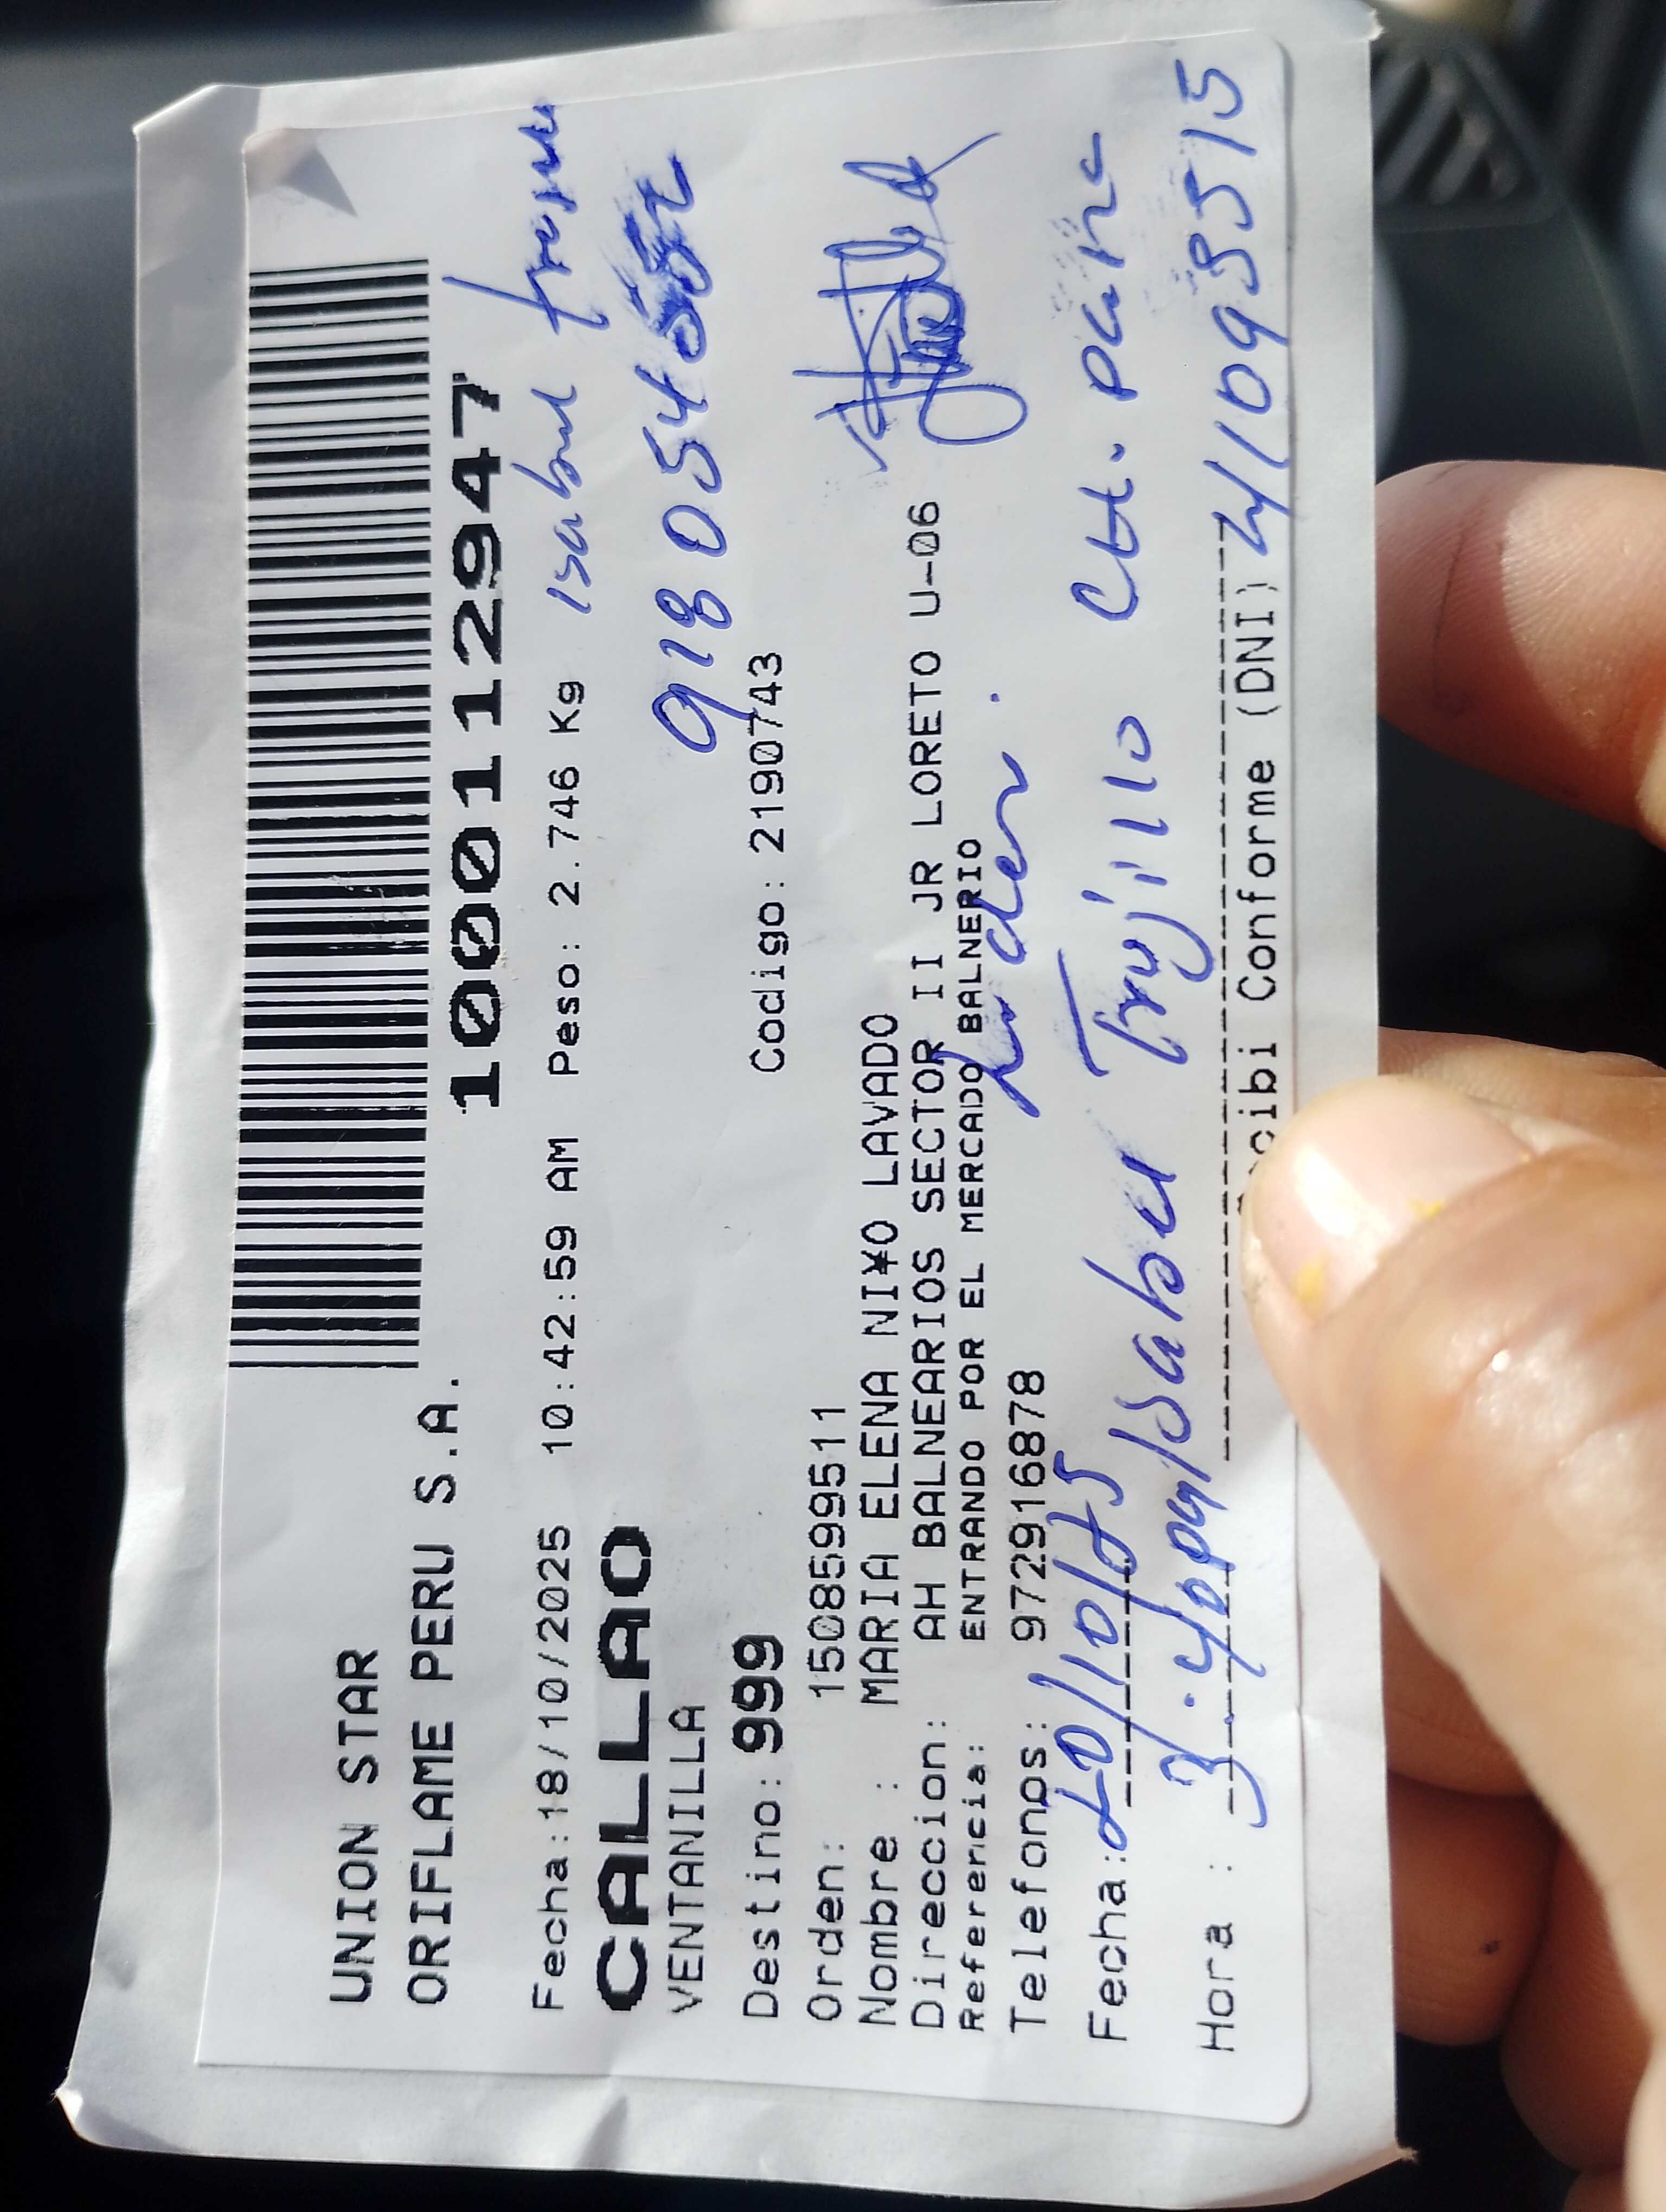 UNION STAR
ORIFLAME PERU S.A.
1000112947
Fecha:18/10/2025 10:42:59 AM Peso: 2.746 Kg Isabel
CALLAO
VENTANILLA
918054
Destino: 999 Codigo: 2190743
Orden: 1508599511
Nombre : MARIA ELENA NI¥O LAVADO
Direccion: AH BALNEARIOS SECTOR II JR LORETO U-06
Referencia: ENTRANDO POR EL MERCADO BALNERIO
Telefonos: 972916878
Fecha: 20/10/25 Isabel Trujillo
Hora : 3:40pm
cibi Conforme (DNI)